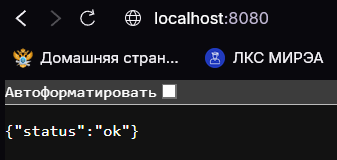 localhost:8080
Домашняя стран... ЛКС МИРЭА
Автоформатировать
{"status":"ok"}